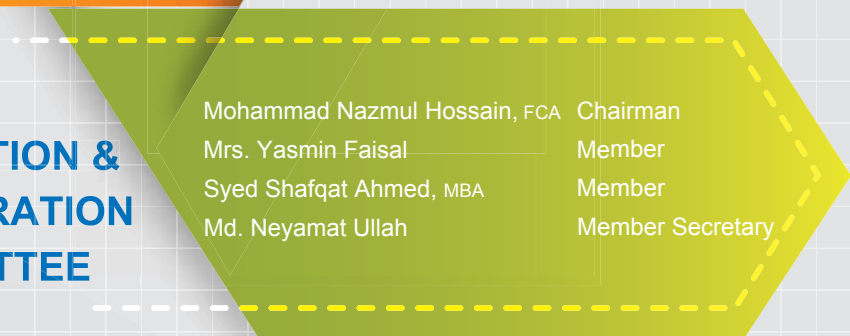 TION &
RATION
TTEE
Mohammad Nazmul Hossain, FCA Chairman
Mrs. Yasmin Faisal Member
Syed Shafqat Ahmed, MBA Member
Md. Neyamat Ullah Member Secretary